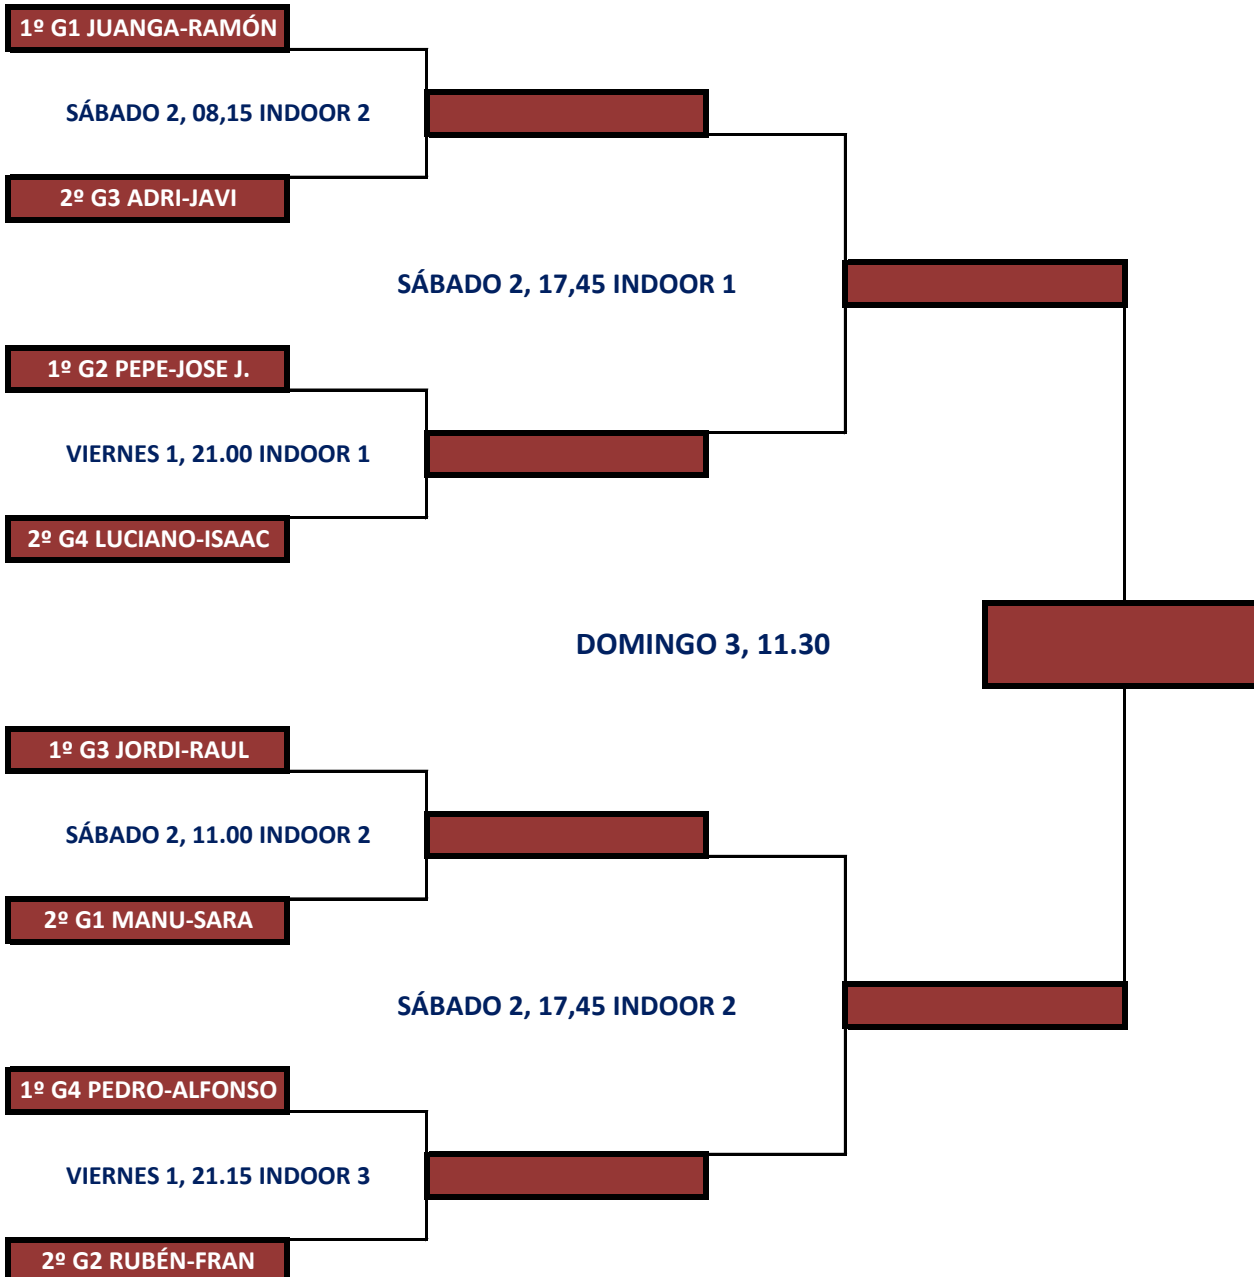 1º G1 JUANGA-RAMÓN
SÁBADO 2, 08,15 INDOOR 2
2º G3 ADRI-JAVI
SÁBADO 2, 17,45 INDOOR 1
1º G2 PEPE-JOSE J.
VIERNES 1, 21.00 INDOOR 1
2º G4 LUCIANO-ISAAC
DOMINGO 3, 11.30
1º G3 JORDI-RAUL
SÁBADO 2, 11.00 INDOOR 2
2º G1 MANU-SARA
SÁBADO 2, 17,45 INDOOR 2
1º G4 PEDRO-ALFONSO
VIERNES 1, 21.15 INDOOR 3
2º G2 RUBÉN-FRAN